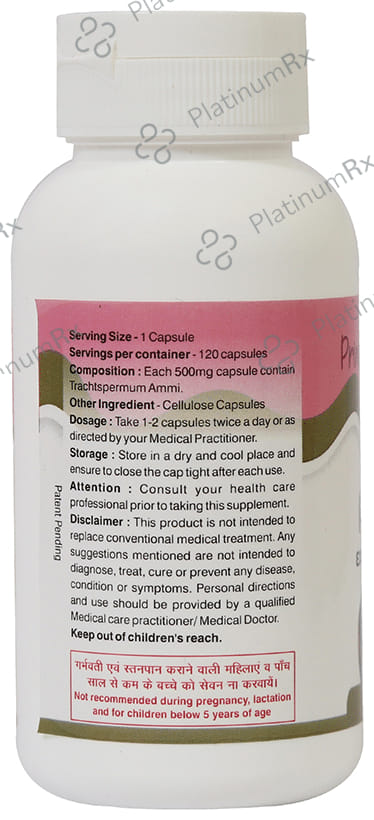 PlatinumRx
PlatinumRx
PlatinumRx
PlatinumRx
Serving Size - 1 Capsule
Servings per container - 120 capsules
Composition : Each 500mg capsule contain
Trachtspermum Ammi.
Other Ingredient - Cellulose Capsules
Dosage : Take 1-2 capsules twice a day or as
directed by your Medical Practitioner.
Storage : Store in a dry and cool place and
ensure to close the cap tight after each use.
Attention : Consult your health care
professional prior to taking this supplement.
Disclaimer : This product is not intended to
replace conventional medical treatment. Any
suggestions mentioned are not intended to
diagnose, treat, cure or prevent any disease,
condition or symptoms. Personal directions
and use should be provided by a qualified
Medical care practitioner/ Medical Doctor.
Keep out of children's reach.
Patent Pending
गर्भवती एवं स्तनपान कराने वाली महिलाएं व पाँच
साल से कम के बच्चे को सेवन ना करवायें।
Not recommended during pregnancy, lactation
and for children below 5 years of age